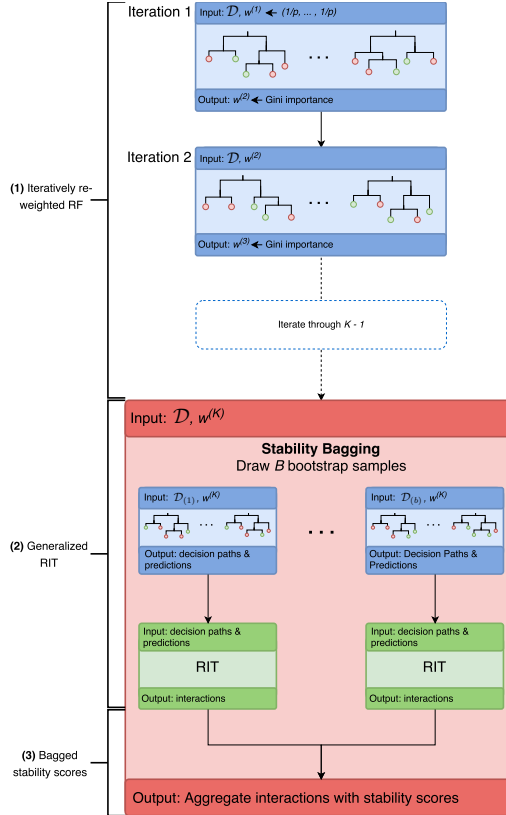 Iteration 1
Input: 𝒟, w⁽¹⁾ ← (1/p, ... , 1/p)
...
Output: w⁽²⁾ ← Gini importance
Iteration 2
Input: 𝒟, w⁽²⁾
...
Output: w⁽³⁾ ← Gini importance
(1) Iteratively re-
weighted RF
Iterate through K - 1
Input: 𝒟, w⁽ᴷ⁾
Stability Bagging
Draw B bootstrap samples
Input: 𝒟₍₁₎, w⁽ᴷ⁾
...
Output: decision paths &
predictions
...
Input: 𝒟₍b₎, w⁽ᴷ⁾
...
Output: Decision Paths &
Predictions
(2) Generalized
RIT
Input: decision paths &
predictions
RIT
Output: interactions
Input: decision paths &
predictions
RIT
Output: interactions
(3) Bagged
stability scores
Output: Aggregate interactions with stability scores